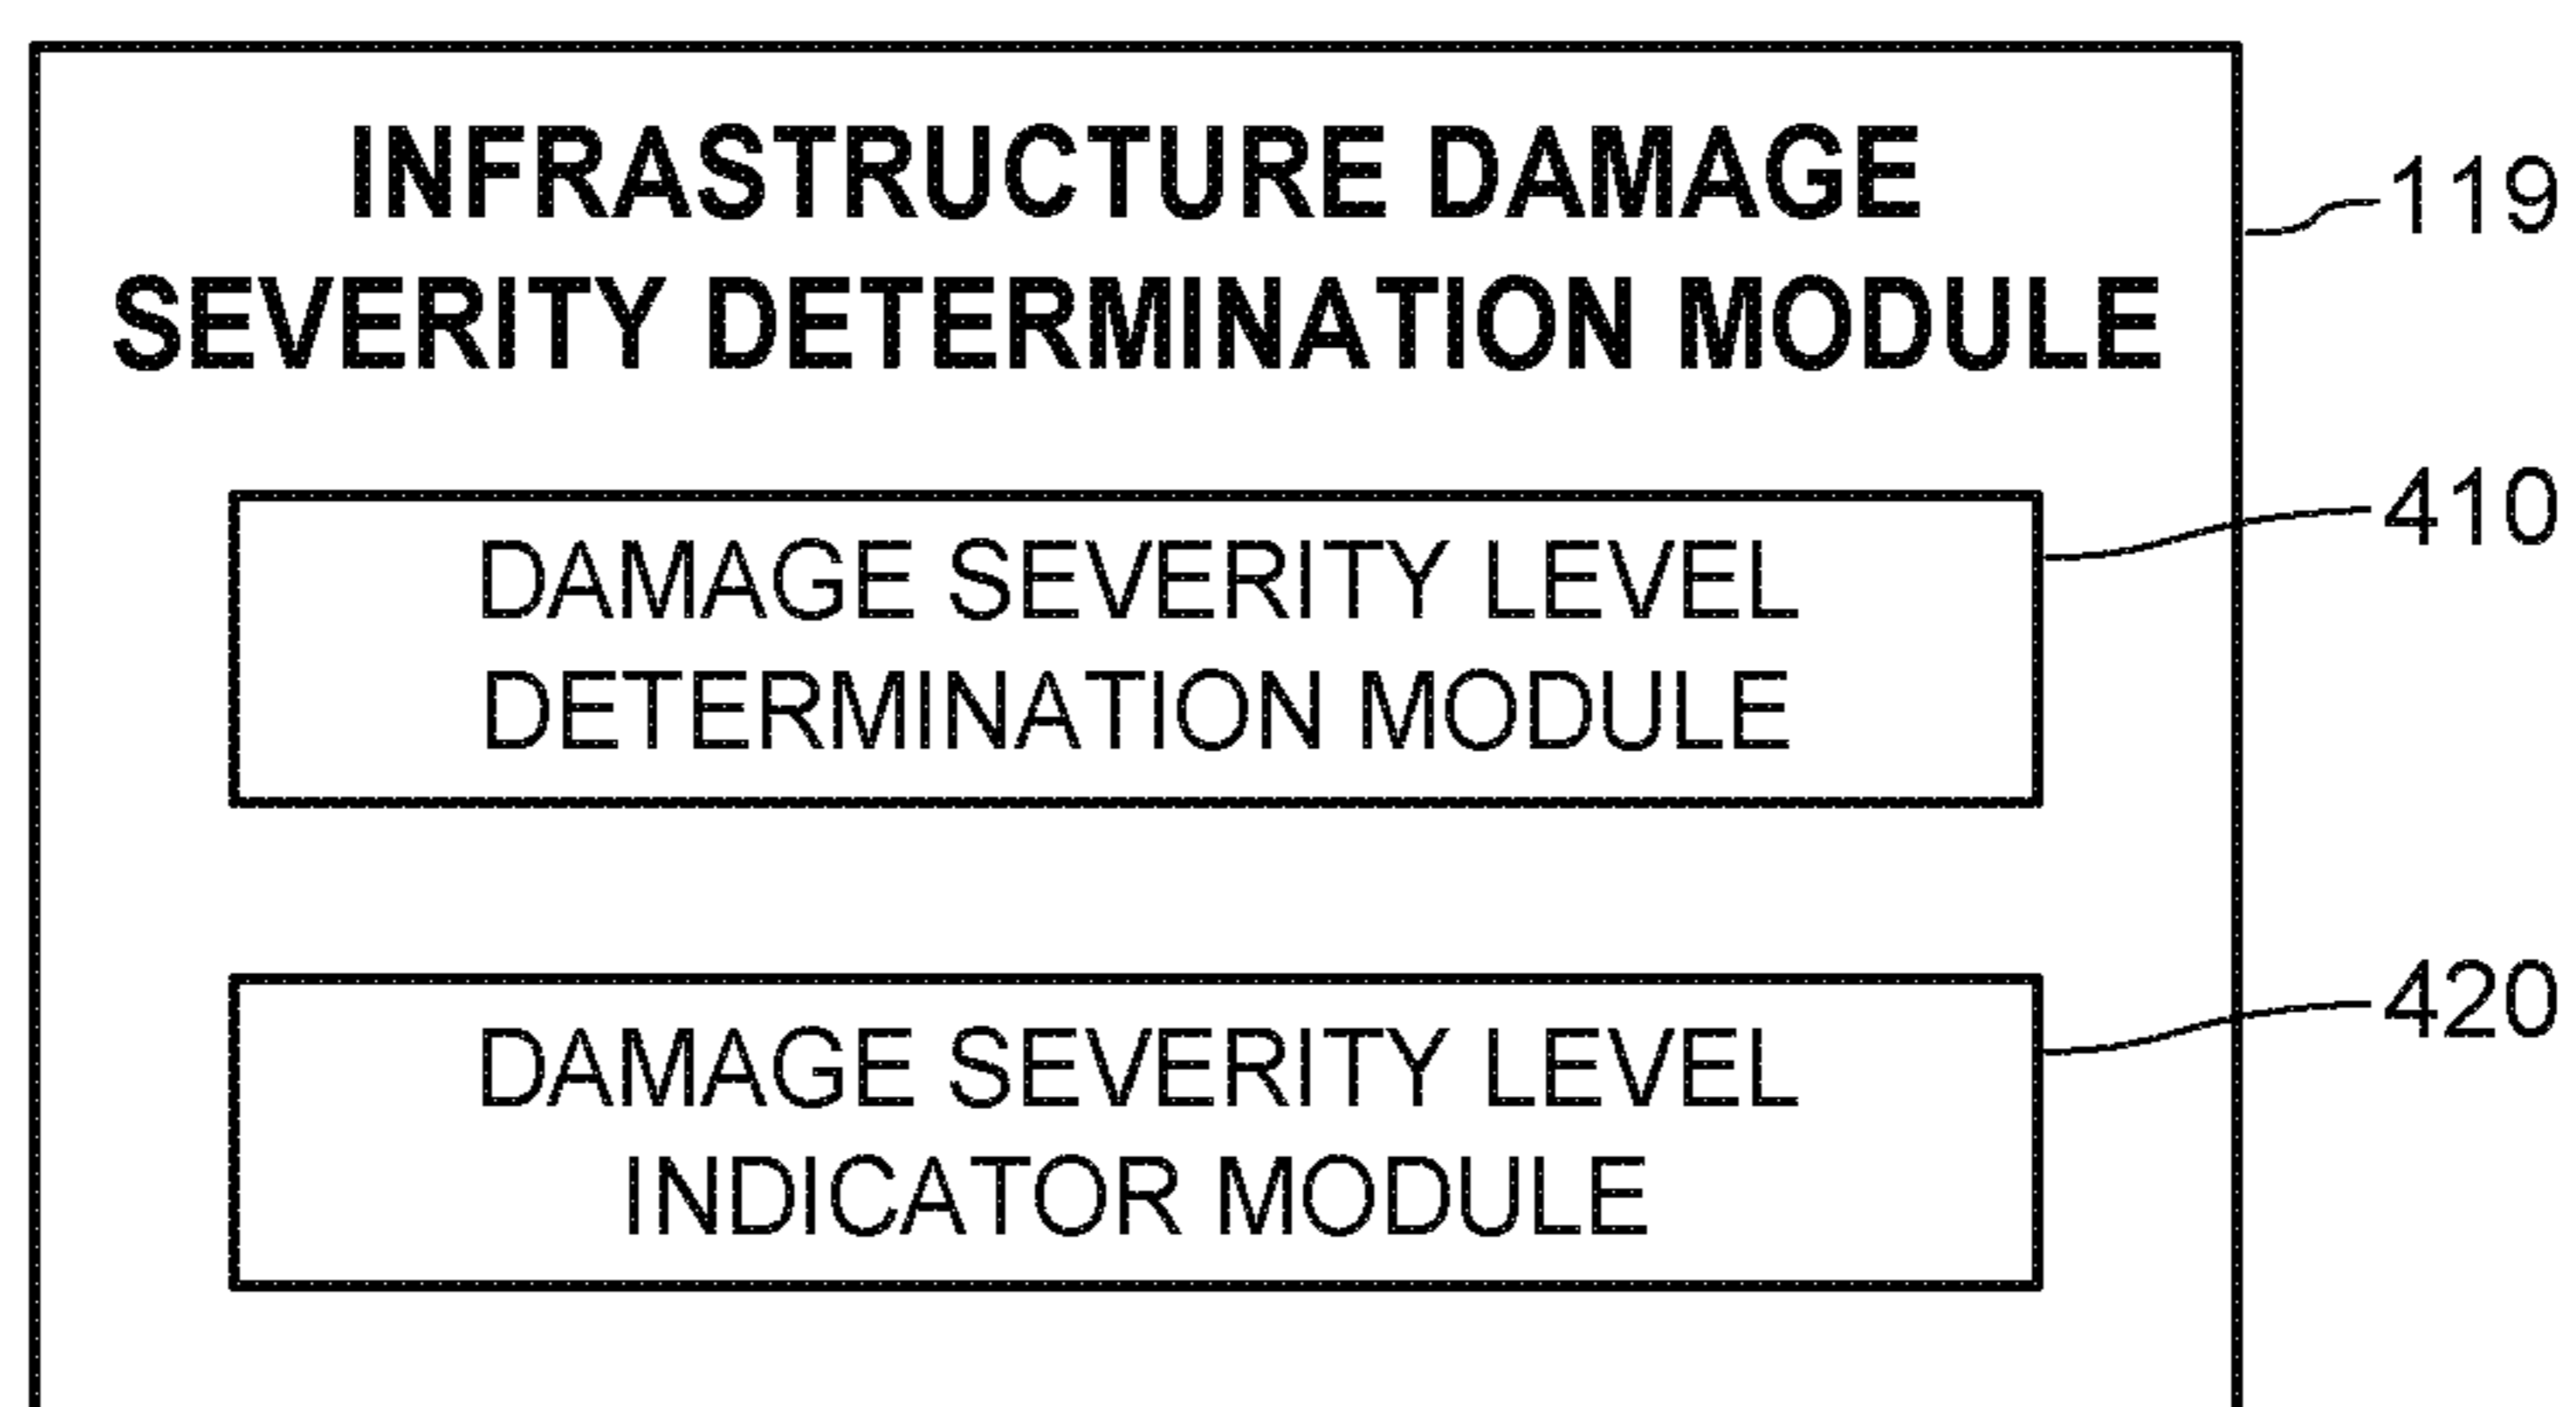 INFRASTRUCTURE DAMAGE
SEVERITY DETERMINATION MODULE
119
DAMAGE SEVERITY LEVEL
DETERMINATION MODULE
410
DAMAGE SEVERITY LEVEL
INDICATOR MODULE
420